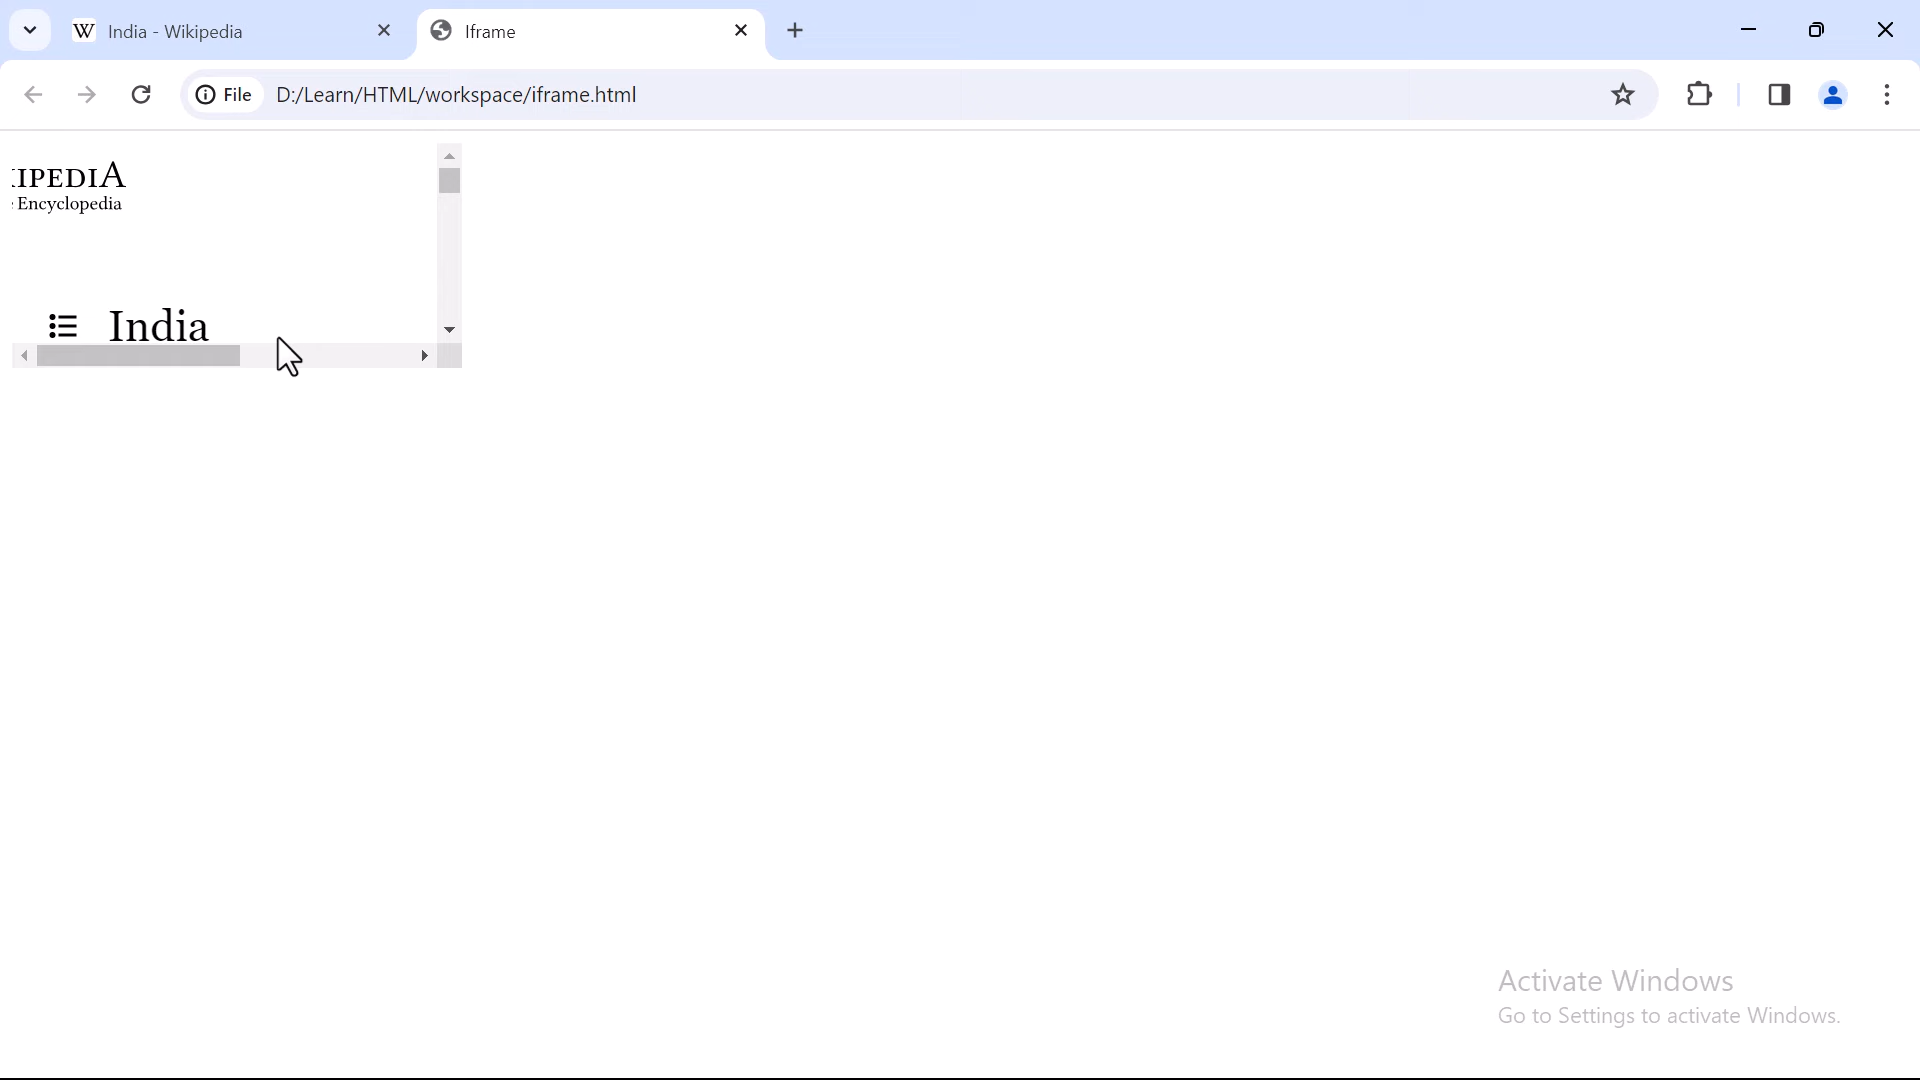 India - Wikipedia
Iframe
File
D:/Learn/HTML/workspace/iframe.html
IPEDIA
Encyclopedia
India
Activate Windows
Go to Settings to activate Windows.